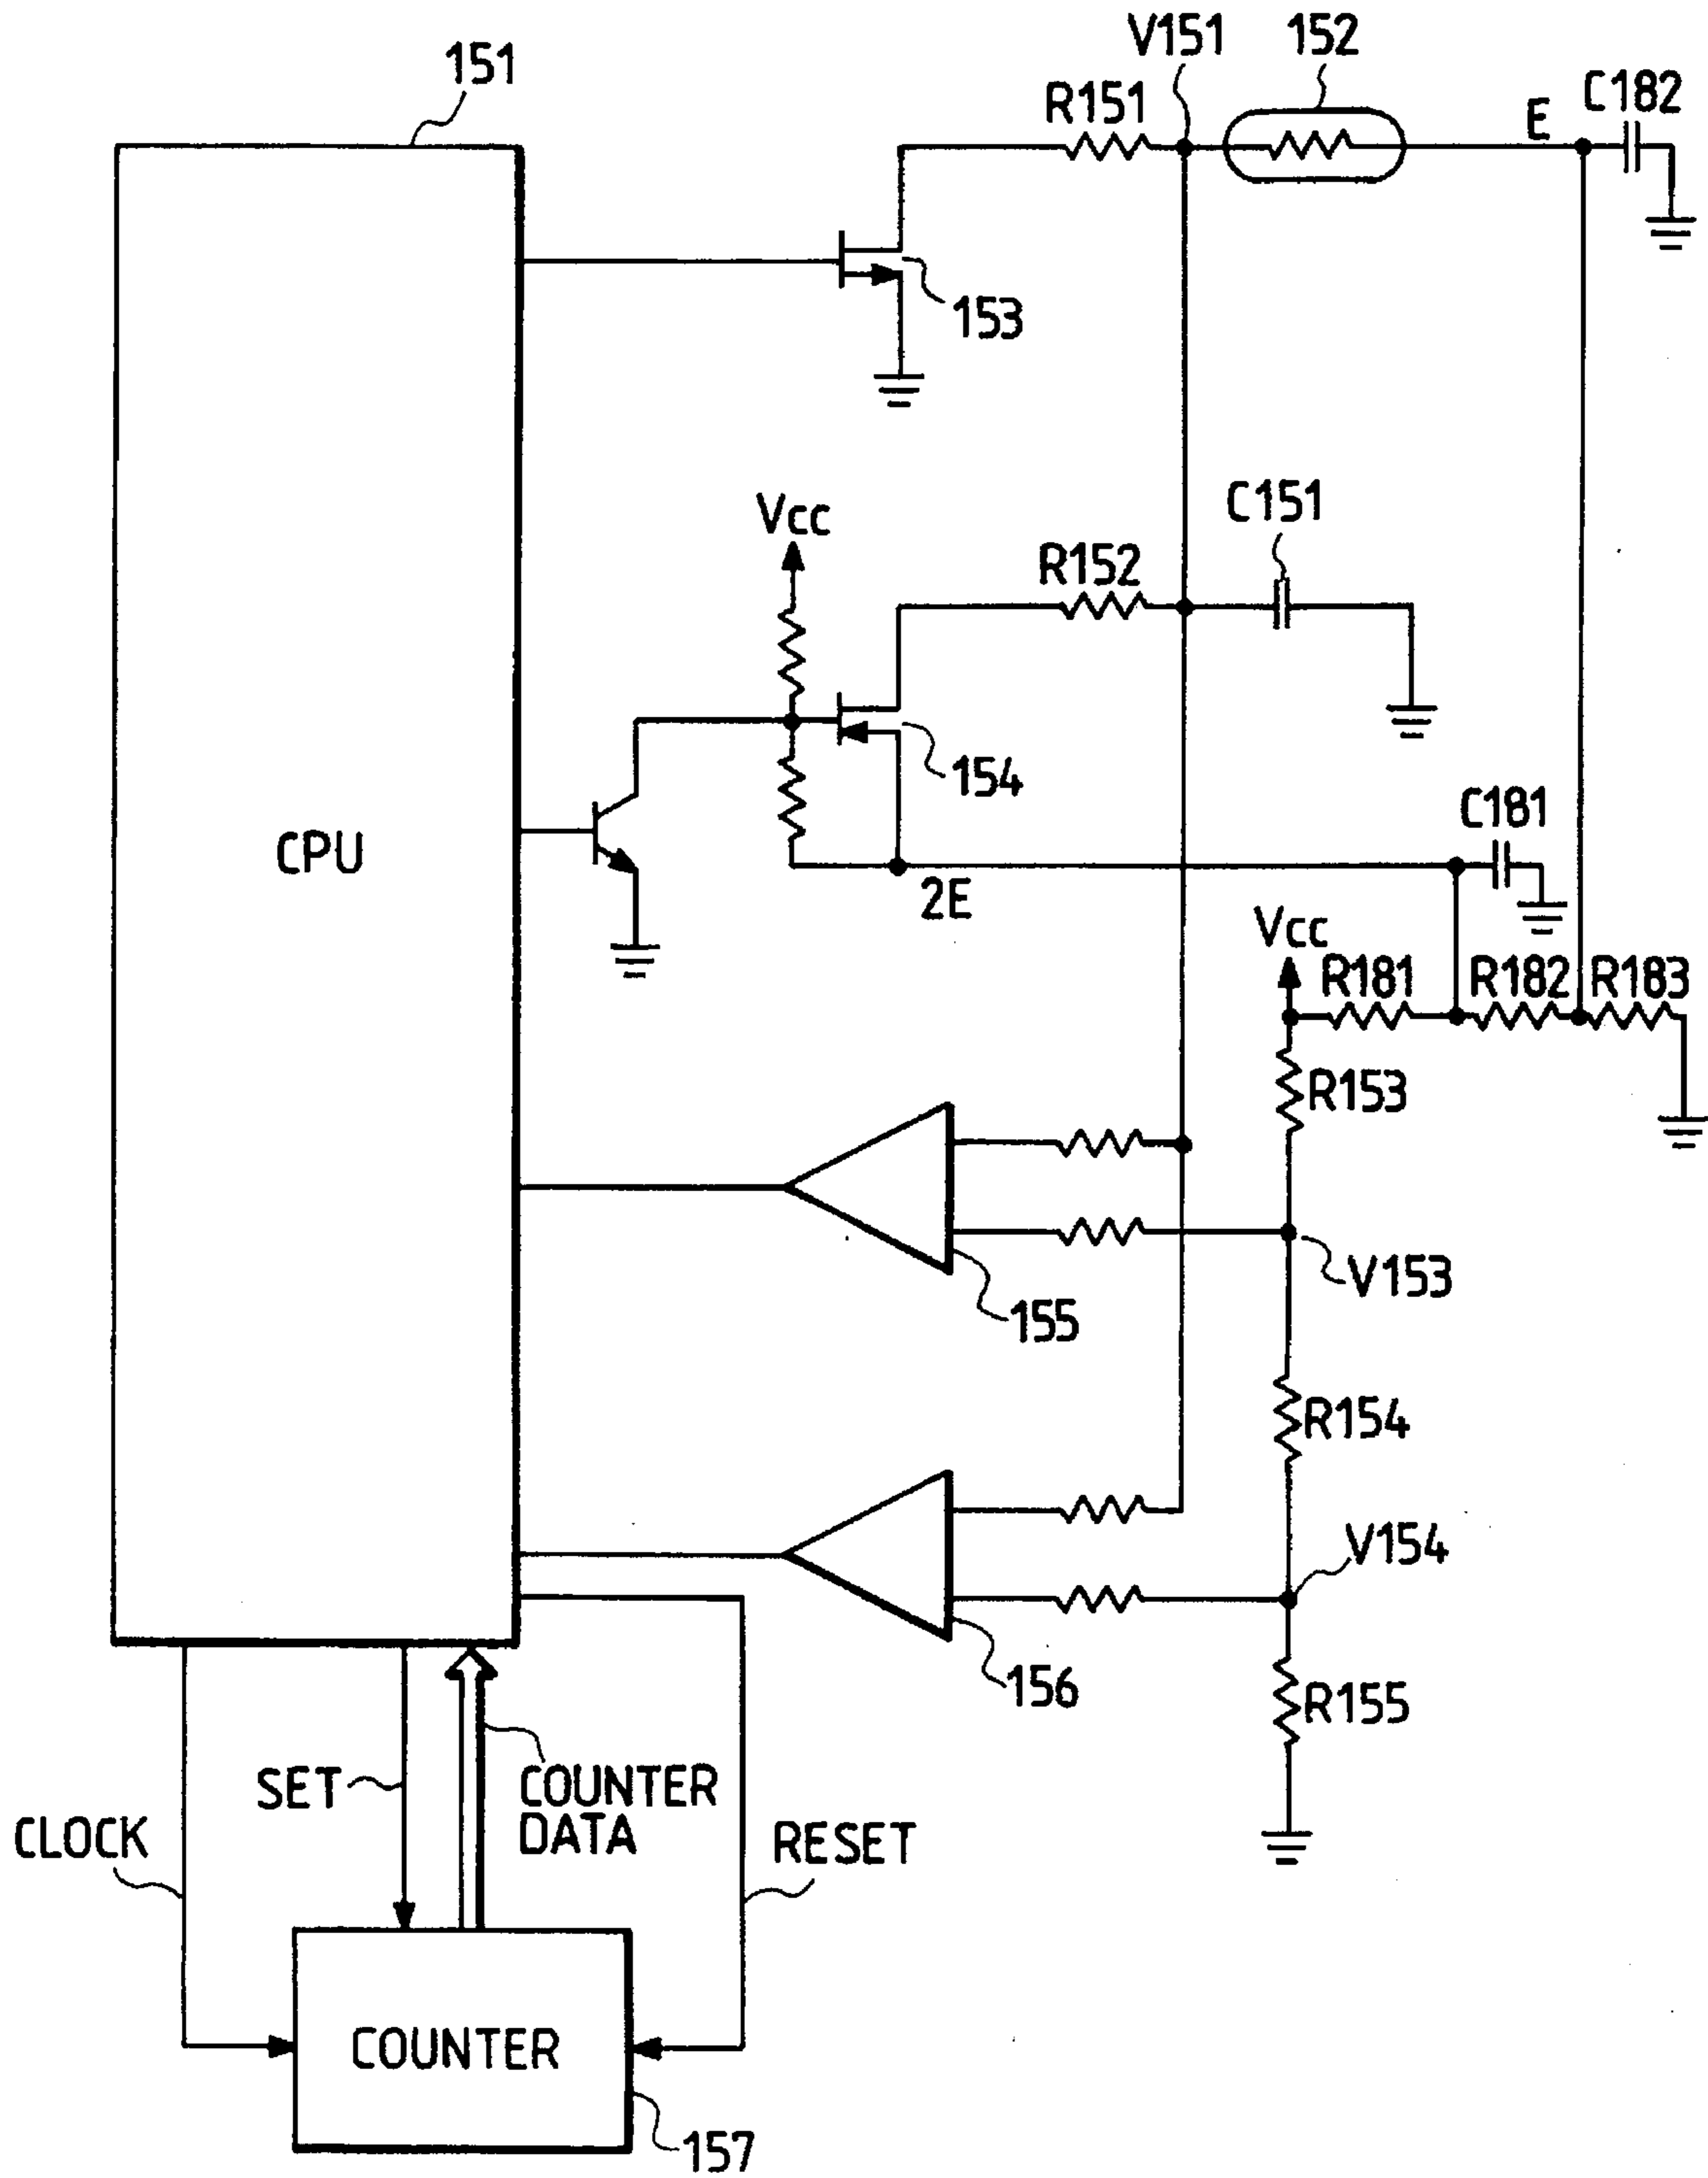 V151
152
151
R151
E
C182
153
Vcc
C151
R152
154
C181
CPU
2E
Vcc
R181
R182
R183
R153
V153
155
R154
V154
156
R155
SET
COUNTER
DATA
CLOCK
RESET
COUNTER
157